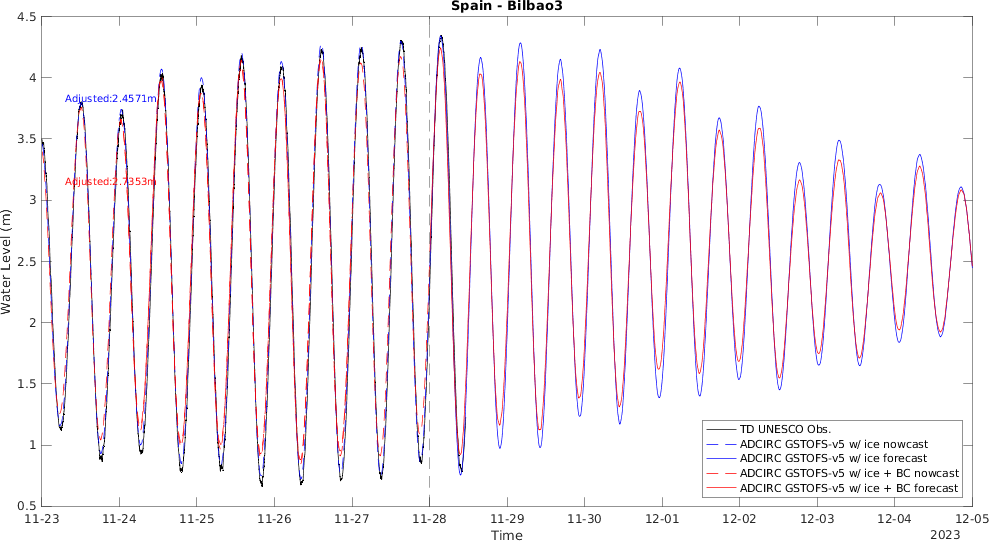 Spain - Bilbao3
4.5
4
3.5
3
2.5
2
1.5
1
0.5
Water Level (m)
Adjusted:2.4571m
Adjusted:2.7353m
TD UNESCO Obs.
ADCIRC GSTOFS-v5 w/ ice nowcast
ADCIRC GSTOFS-v5 w/ ice forecast
ADCIRC GSTOFS-v5 w/ ice + BC nowcast
ADCIRC GSTOFS-v5 w/ ice + BC forecast
11-23 11-24 11-25 11-26 11-27 11-28 11-29 11-30 12-01 12-02 12-03 12-04 12-05
Time
2023